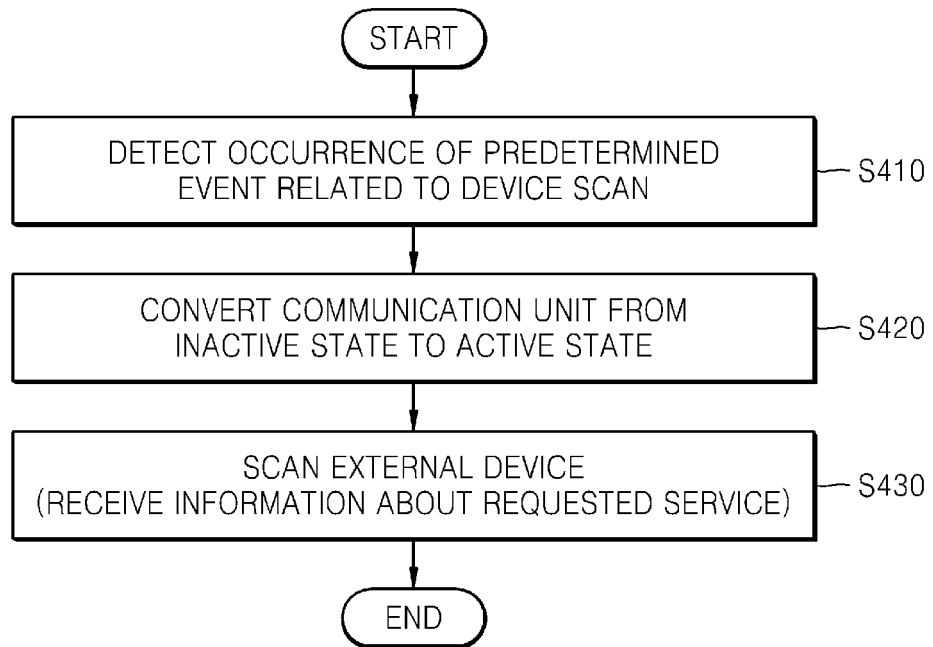 START
DETECT OCCURRENCE OF PREDETERMINED
EVENT RELATED TO DEVICE SCAN
S410
CONVERT COMMUNICATION UNIT FROM
INACTIVE STATE TO ACTIVE STATE
S420
SCAN EXTERNAL DEVICE
(RECEIVE INFORMATION ABOUT REQUESTED SERVICE)
S430
END